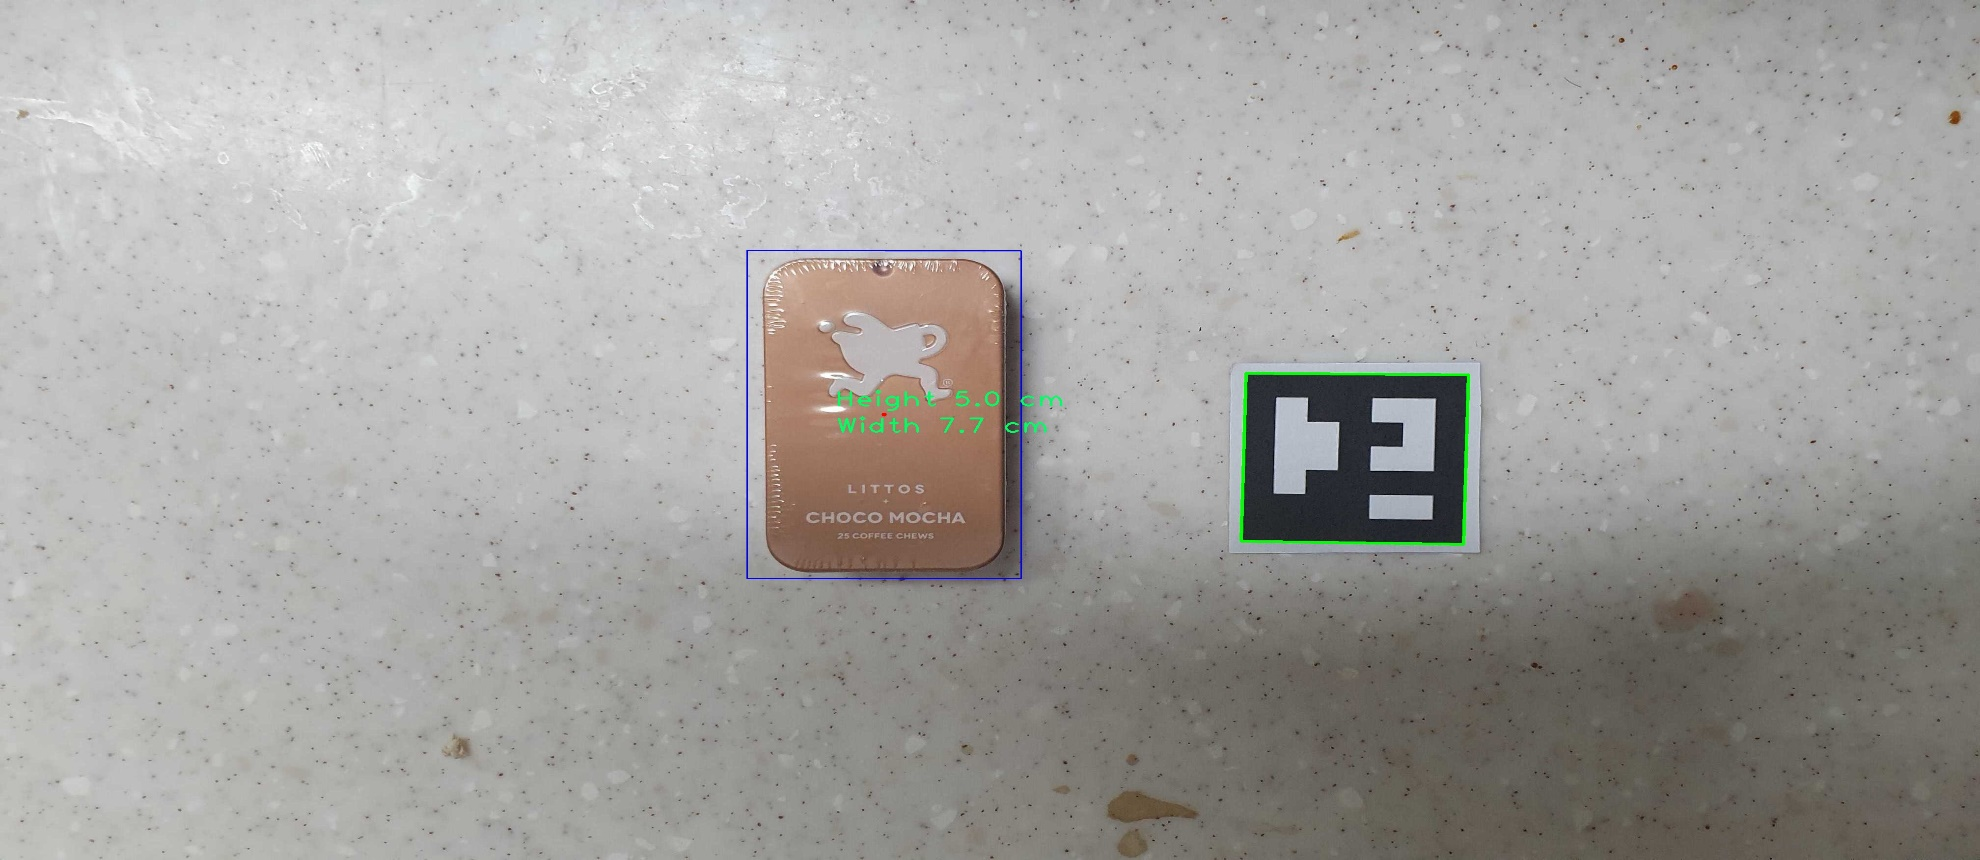 ®
Height 5.0 cm
Width 7.7 cm
LITTOS
CHOCO MOCHA
25 COFFEE CHEWS